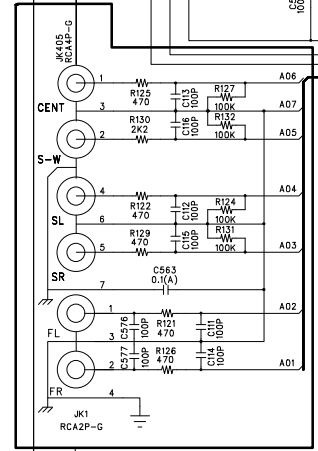 JK405
RCA4P-G
1
R125
470
C113
100P
R127
100K
A06
CENT
3
A07
R130
2K2
C116
100P
R132
100K
2
A05
S-W
4
R122
470
C112
100P
R124
100K
A04
SL
6
R129
470
C115
100P
R131
100K
5
A03
SR
C563
0.1(A)
7
1
A02
FL
C576
100P
R121
470
C111
100P
3
C577
100P
R126
470
C114
100P
2
A01
FR
4
JK1
RCA2P-G